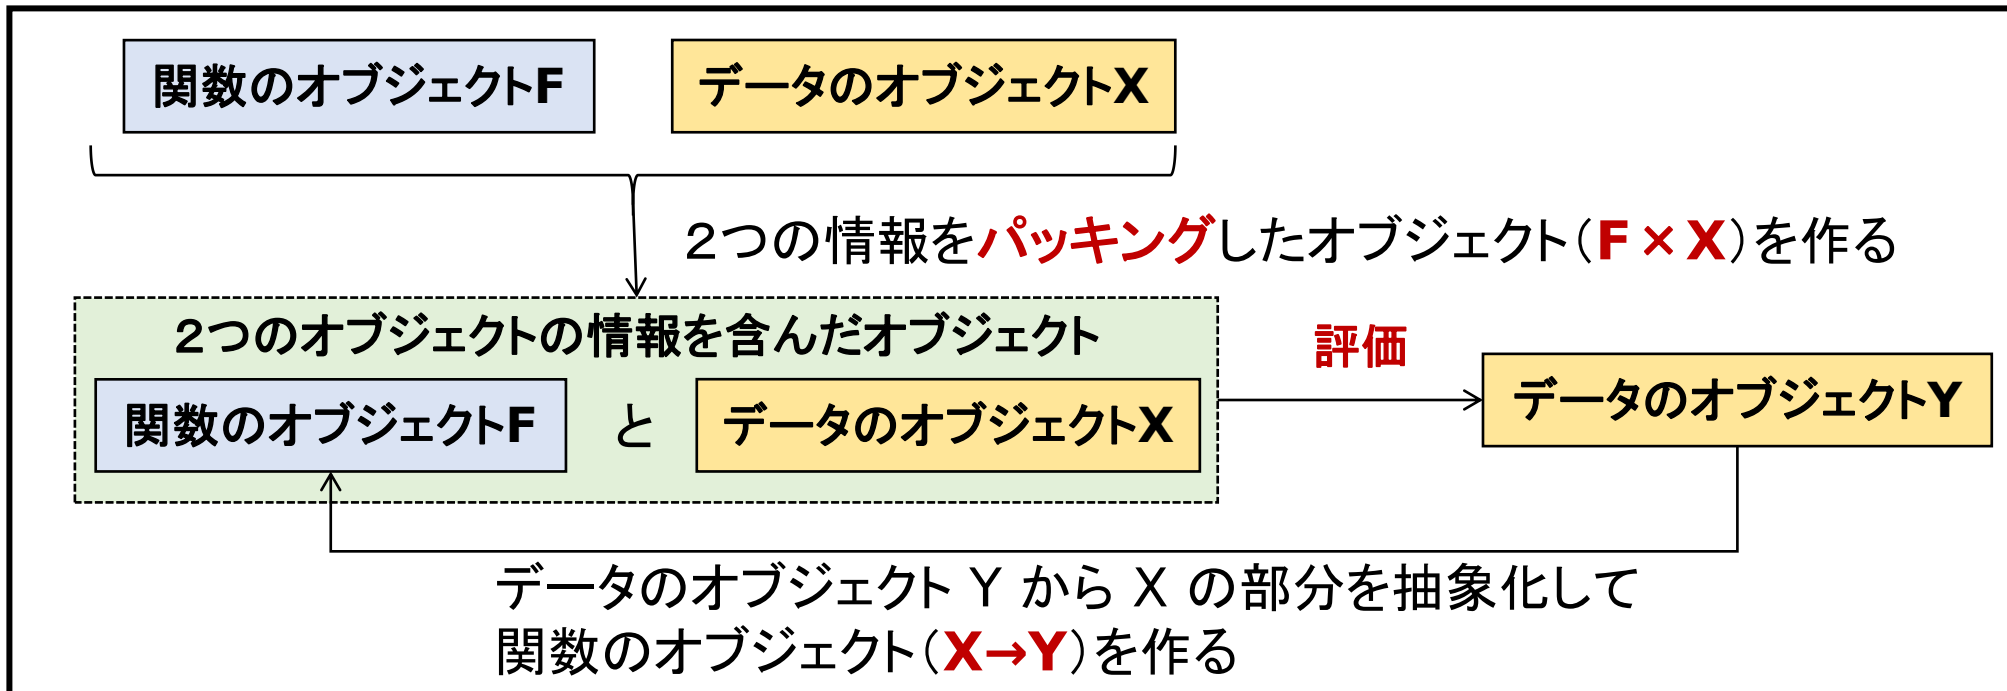 関数のオブジェクトF
データのオブジェクトX
２つの情報をパッキングしたオブジェクト（F×X）を作る
２つのオブジェクトの情報を含んだオブジェクト
関数のオブジェクトF
と
データのオブジェクトX
評価
データのオブジェクトY
データのオブジェクト Y から X の部分を抽象化して
関数のオブジェクト（X→Y）を作る